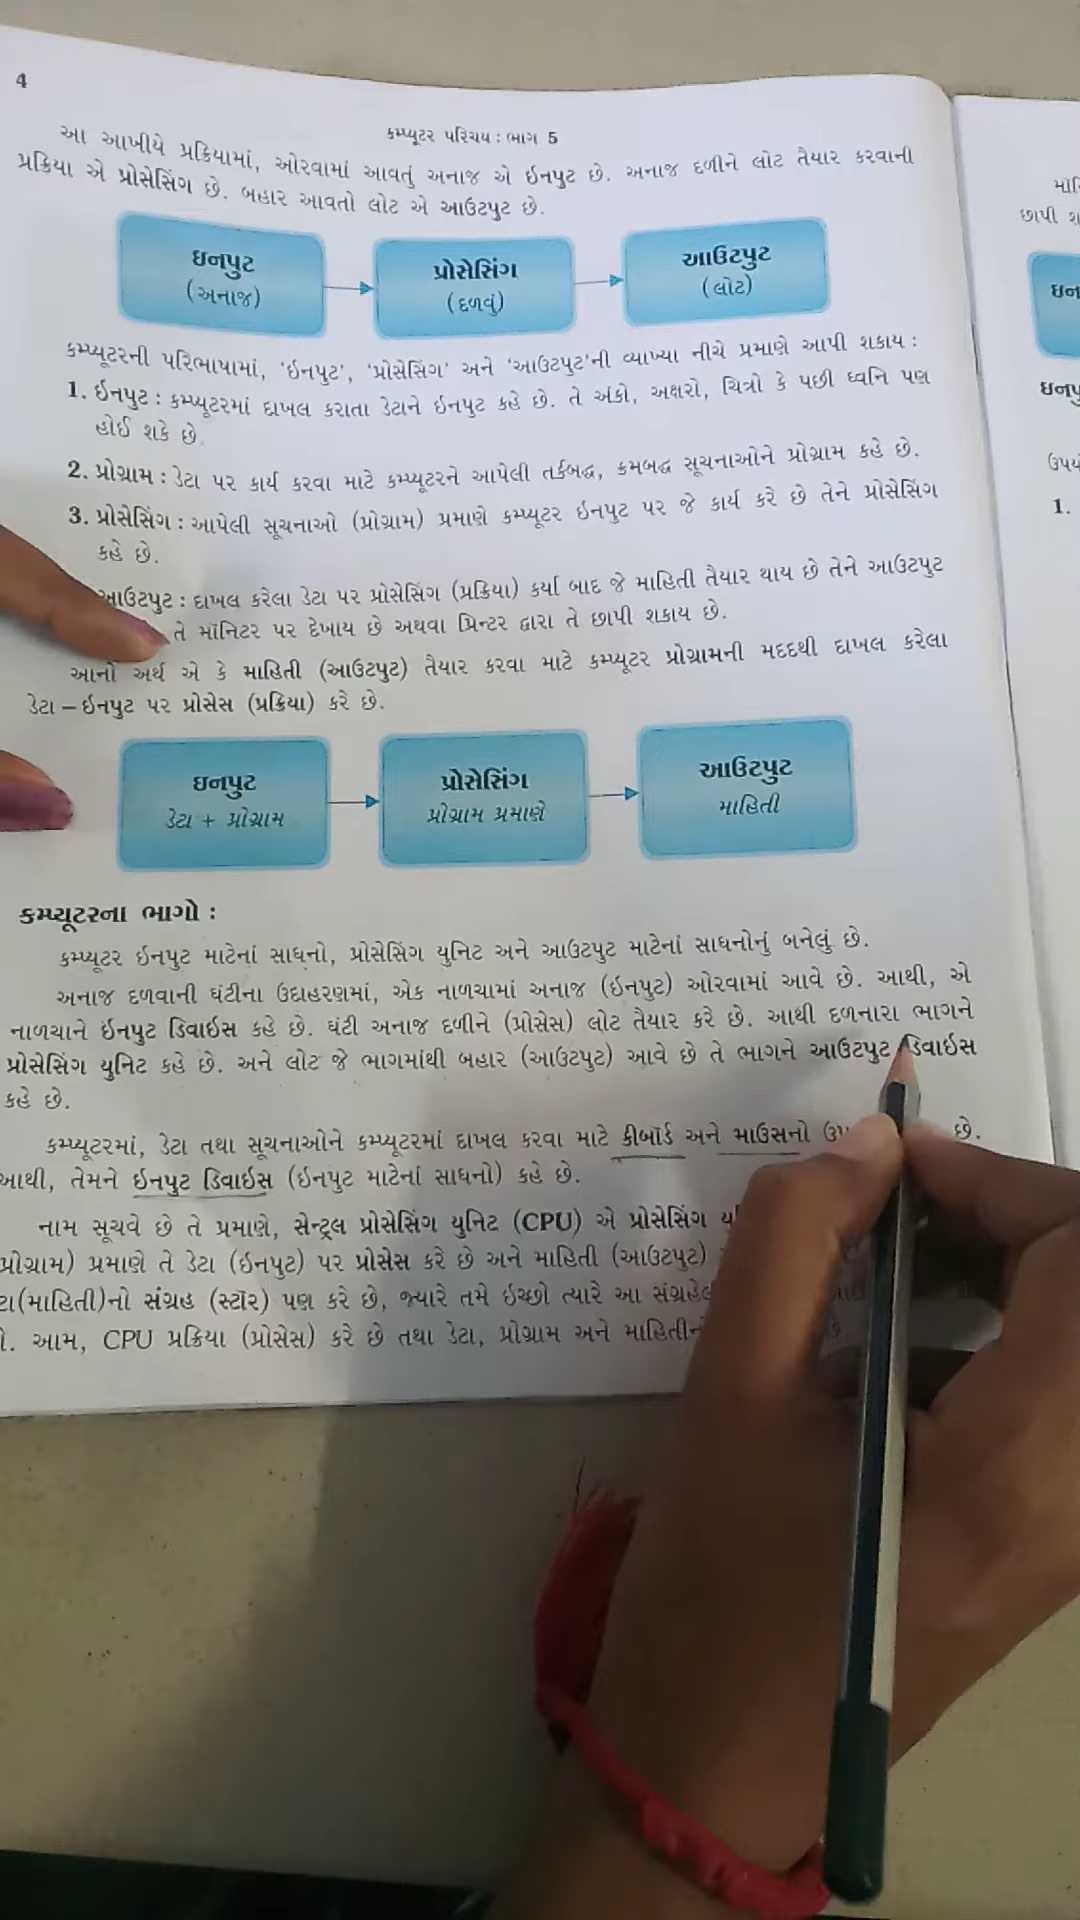 4
કમ્પ્યૂટર પરિચય : ભાગ 5
આ આખીયે પ્રક્રિયામાં, ઓરવામાં આવતું અનાજ એ ઇનપુટ છે. અનાજ દળીને લોટ તૈયાર કરવાની
પ્રક્રિયા એ પ્રોસેસિંગ છે. બહાર આવતો લોટ એ આઉટપુટ છે.
ઇનપુટ
(અનાજ)
પ્રોસેસિંગ
(દળવું)
આઉટપુટ
(લોટ)
કમ્પ્યૂટરની પરિભાષામાં, ‘ઇનપુટ’, ‘પ્રોસેસિંગ’ અને ‘આઉટપુટ’ની વ્યાખ્યા નીચે પ્રમાણે આપી શકાય :
1. ઇનપુટ : કમ્પ્યૂટરમાં દાખલ કરાતા ડેટાને ઇનપુટ કહે છે. તે અંકો, અક્ષરો, ચિત્રો કે પછી ધ્વનિ પણ
હોઈ શકે છે.
2. પ્રોગ્રામ : ડેટા પર કાર્ય કરવા માટે કમ્પ્યૂટરને આપેલી તર્કબદ્ધ, ક્રમબદ્ધ સૂચનાઓને પ્રોગ્રામ કહે છે.
3. પ્રોસેસિંગ : આપેલી સૂચનાઓ (પ્રોગ્રામ) પ્રમાણે કમ્પ્યૂટર ઇનપુટ પર જે કાર્ય કરે છે તેને પ્રોસેસિંગ
કહે છે.
આઉટપુટ : દાખલ કરેલા ડેટા પર પ્રોસેસિંગ (પ્રક્રિયા) કર્યા બાદ જે માહિતી તૈયાર થાય છે તેને આઉટપુટ
તે મૉનિટર પર દેખાય છે અથવા પ્રિન્ટર દ્વારા તે છાપી શકાય છે.
આનો અર્થ એ કે માહિતી (આઉટપુટ) તૈયાર કરવા માટે કમ્પ્યૂટર પ્રોગ્રામની મદદથી દાખલ કરેલા
ડેટા – ઇનપુટ પર પ્રોસેસ (પ્રક્રિયા) કરે છે.
ઇનપુટ
ડેટા + પ્રોગ્રામ
પ્રોસેસિંગ
પ્રોગ્રામ પ્રમાણે
આઉટપુટ
માહિતી
કમ્પ્યૂટરના ભાગો :
કમ્પ્યૂટર ઇનપુટ માટેનાં સાધનો, પ્રોસેસિંગ યુનિટ અને આઉટપુટ માટેનાં સાધનોનું બનેલું છે.
અનાજ દળવાની ઘંટીના ઉદાહરણમાં, એક નાળચામાં અનાજ (ઇનપુટ) ઓરવામાં આવે છે. આથી, એ
નાળચાને ઇનપુટ ડિવાઇસ કહે છે. ઘંટી અનાજ દળીને (પ્રોસેસ) લોટ તૈયાર કરે છે. આથી દળનારા ભાગને
પ્રોસેસિંગ યુનિટ કહે છે. અને લોટ જે ભાગમાંથી બહાર (આઉટપુટ) આવે છે તે ભાગને આઉટપુટ ડિવાઇસ
કહે છે.
કમ્પ્યૂટરમાં, ડેટા તથા સૂચનાઓને કમ્પ્યૂટરમાં દાખલ કરવા માટે કીબૉર્ડ અને માઉસનો છે.
આથી, તેમને ઇનપુટ ડિવાઇસ (ઇનપુટ માટેનાં સાધનો) કહે છે.
નામ સૂચવે છે તે પ્રમાણે, સેન્ટ્રલ પ્રોસેસિંગ યુનિટ (CPU) એ પ્રોસેસિંગ
પ્રોગ્રામ) પ્રમાણે તે ડેટા (ઇનપુટ) પર પ્રોસેસ કરે છે અને માહિતી (આઉટપુટ)
ટા(માહિતી)નો સંગ્રહ (સ્ટૉર) પણ કરે છે, જ્યારે તમે ઇચ્છો ત્યારે આ
. આમ, CPU પ્રક્રિયા (પ્રોસેસ) કરે છે તથા ડેટા, પ્રોગ્રામ અને
છાપી
ઇન
1.